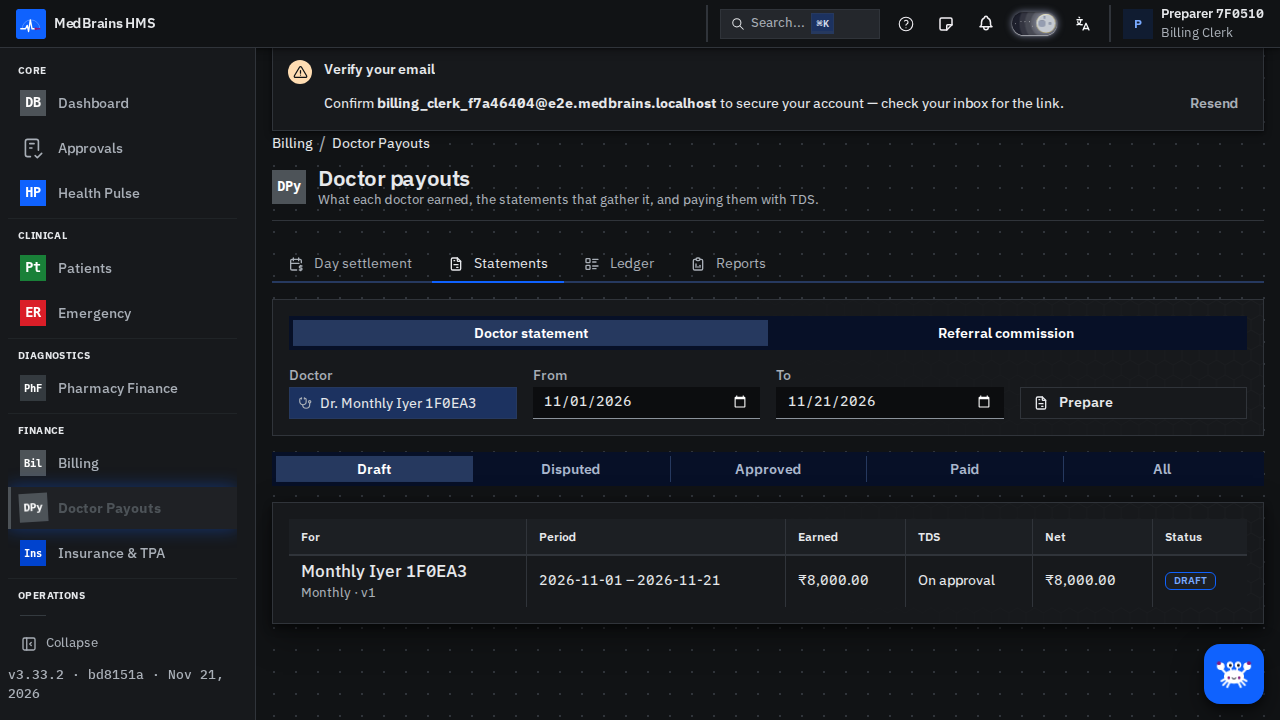 MedBrains HMS
Search... ⌘K
Preparer 7F0510
P
Billing Clerk
CORE
DB Dashboard
Approvals
HP Health Pulse
CLINICAL
Pt Patients
ER Emergency
DIAGNOSTICS
PhF Pharmacy Finance
FINANCE
Bil Billing
DPy Doctor Payouts
Ins Insurance & TPA
OPERATIONS
Collapse
v3.33.2 · bd8151a · Nov 21,
2026
Verify your email
Confirm billing_clerk_f7a46404@e2e.medbrains.localhost to secure your account — check your inbox for the link.
Resend
Billing / Doctor Payouts
DPy Doctor payouts
What each doctor earned, the statements that gather it, and paying them with TDS.
Day settlement Statements Ledger Reports
Doctor statement Referral commission
Doctor From To
Dr. Monthly Iyer 1F0EA3 11/01/2026 11/21/2026 Prepare
Draft Disputed Approved Paid All
For Period Earned TDS Net Status
Monthly Iyer 1F0EA3 2026-11-01 – 2026-11-21 ₹8,000.00 On approval ₹8,000.00 DRAFT
Monthly · v1